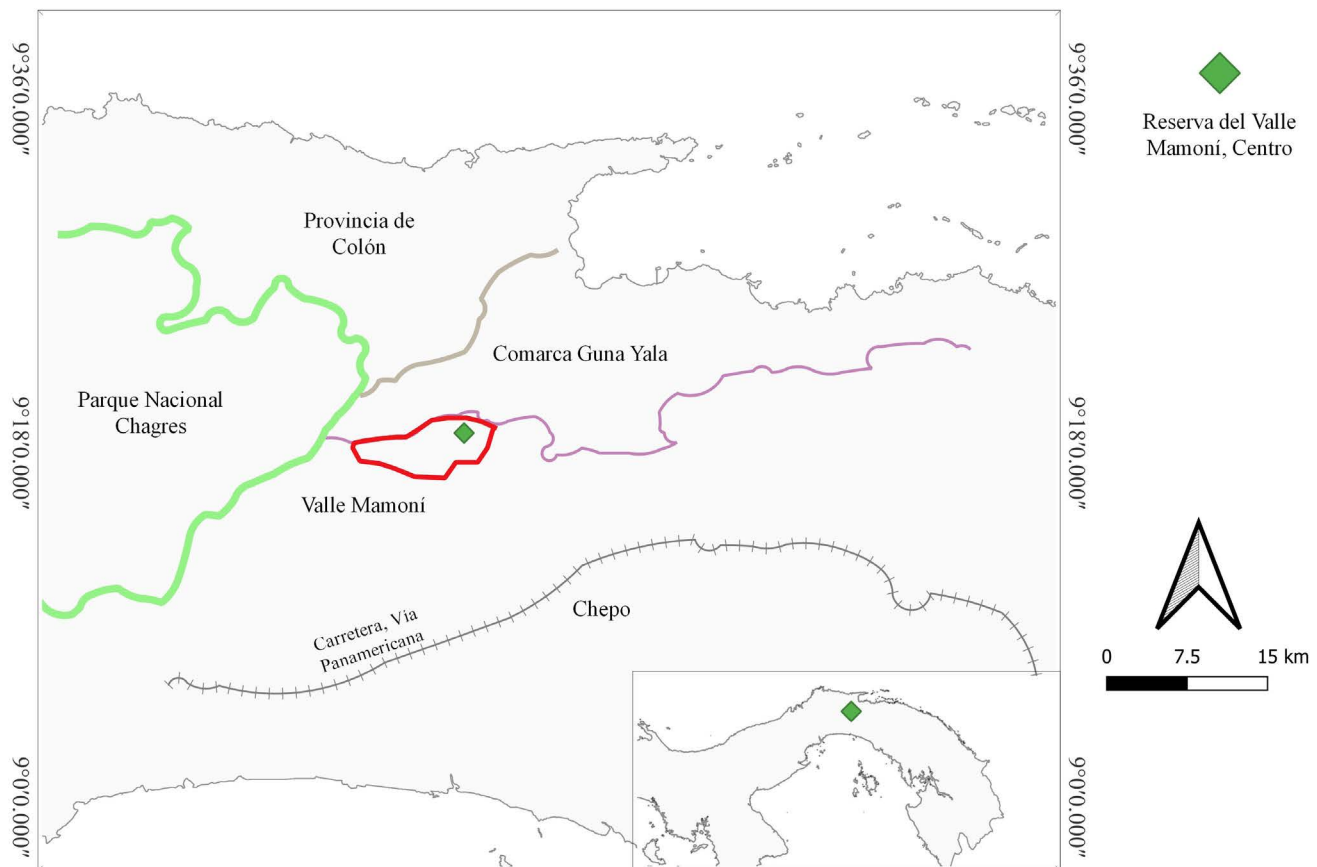 9°36'0.000"
9°36'0.000"
Reserva del Valle
Mamoní, Centro
Provincia de
Colón
Comarca Guna Yala
Parque Nacional
Chagres
9°18'0.000"
9°18'0.000"
Valle Mamoní
Chepo
Carretera, Vía
Panamericana
0 7.5 15 km
9°0'0.000"
9°0'0.000"